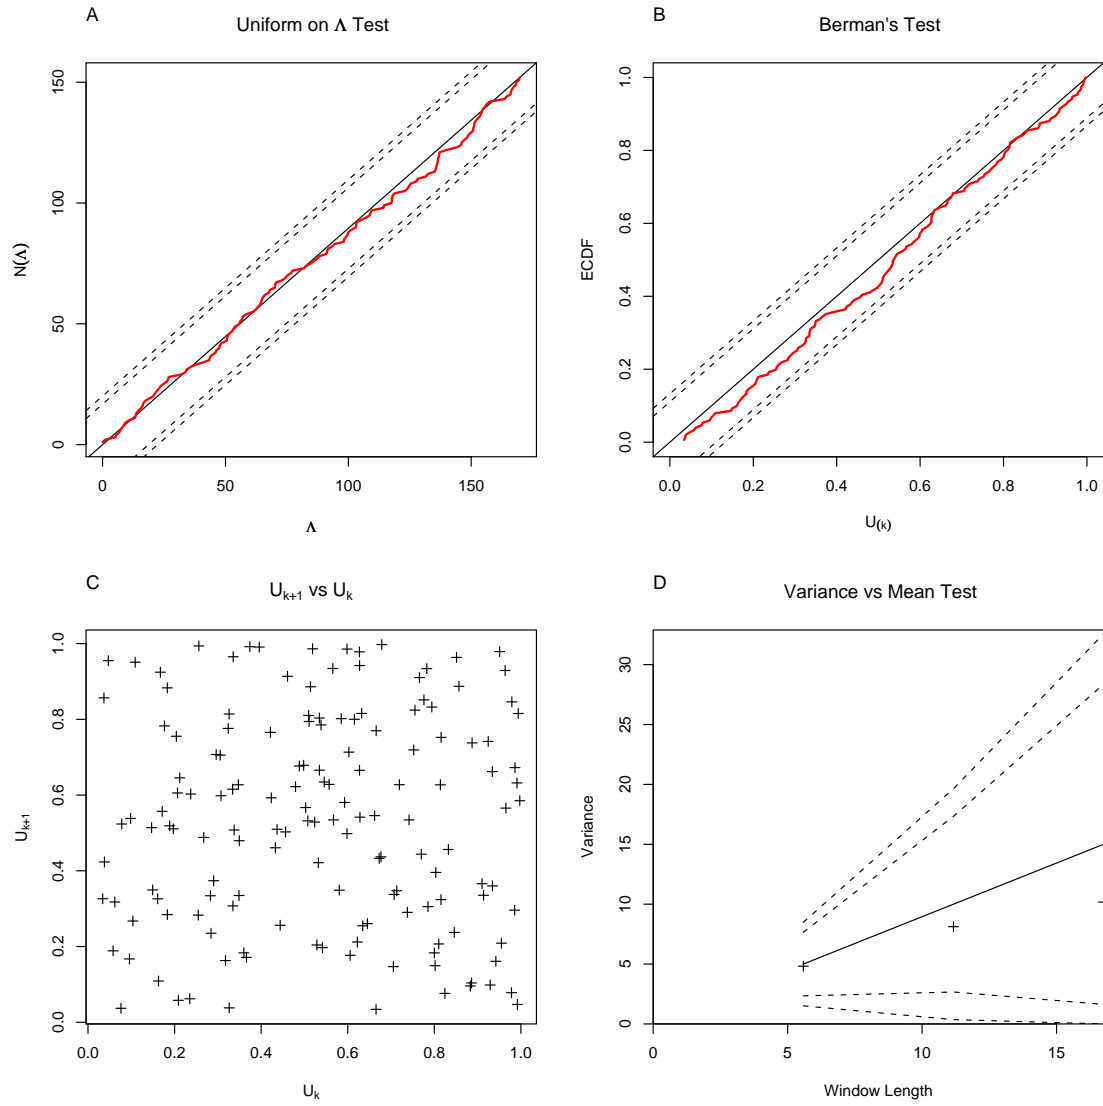 A
Uniform on Λ Test
150
100
50
0
N(Λ)
0 50 100 150
Λ
B
Berman's Test
1.0
0.8
0.6
0.4
0.2
0.0
ECDF
0.0 0.2 0.4 0.6 0.8 1.0
U(k)
C
Uk+1 vs Uk
1.0
0.8
0.6
0.4
0.2
0.0
Uk+1
0.0 0.2 0.4 0.6 0.8 1.0
Uk
D
Variance vs Mean Test
30
25
20
15
10
5
0
Variance
0 5 10 15
Window Length